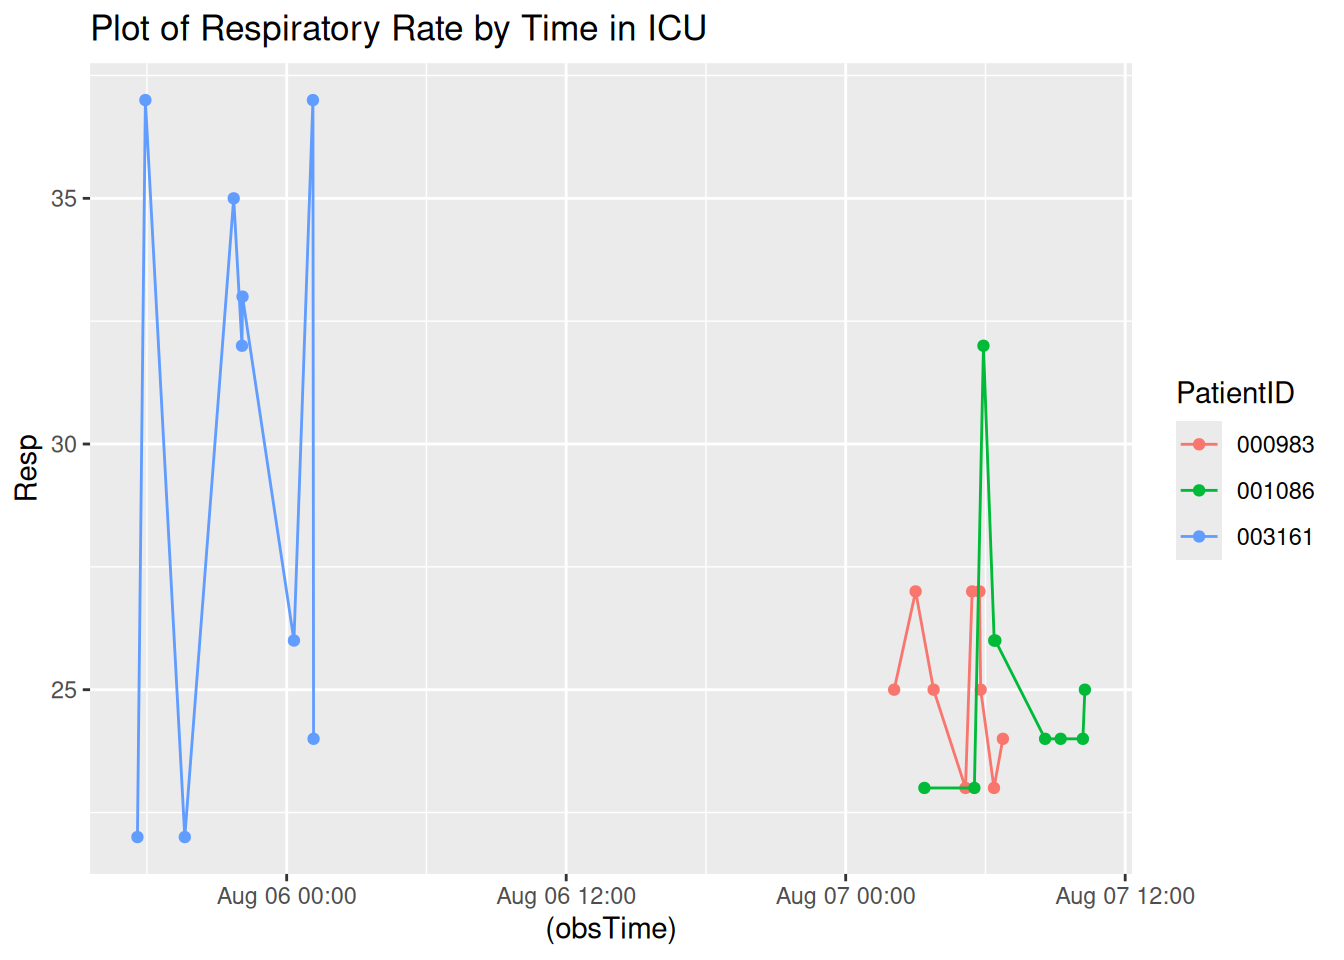 Plot of Respiratory Rate by Time in ICU
Resp
35
30
25
Aug 06 00:00
Aug 06 12:00
Aug 07 00:00
Aug 07 12:00
(obsTime)
PatientID
000983
001086
003161